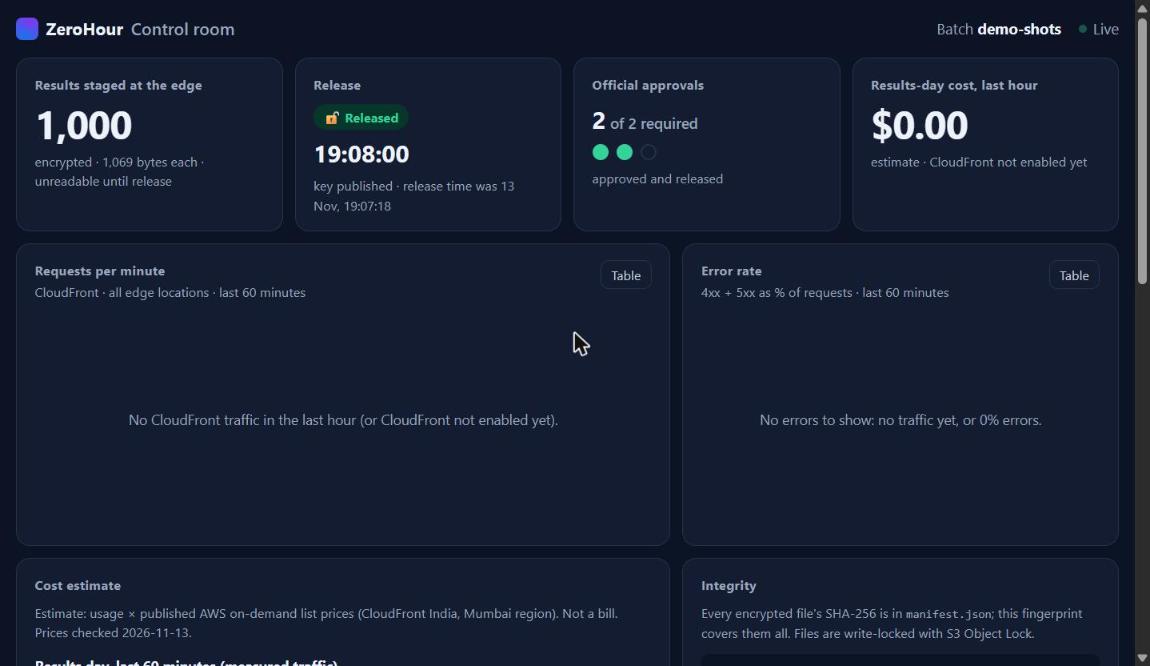 ZeroHour Control room
Batch demo-shots Live
Results staged at the edge
1,000
encrypted · 1,069 bytes each ·
unreadable until release
Release
Released
19:08:00
key published · release time was 13
Nov, 19:07:18
Official approvals
2 of 2 required
approved and released
Results-day cost, last hour
$0.00
estimate · CloudFront not enabled yet
Requests per minute
CloudFront · all edge locations · last 60 minutes
Table
No CloudFront traffic in the last hour (or CloudFront not enabled yet).
Error rate
4xx + 5xx as % of requests · last 60 minutes
Table
No errors to show: no traffic yet, or 0% errors.
Cost estimate
Estimate: usage × published AWS on-demand list prices (CloudFront India, Mumbai region). Not a bill.
Prices checked 2026-11-13.
Results day, last 60 minutes (measured traffic)
Integrity
Every encrypted file's SHA-256 is in manifest.json; this fingerprint
covers them all. Files are write-locked with S3 Object Lock.